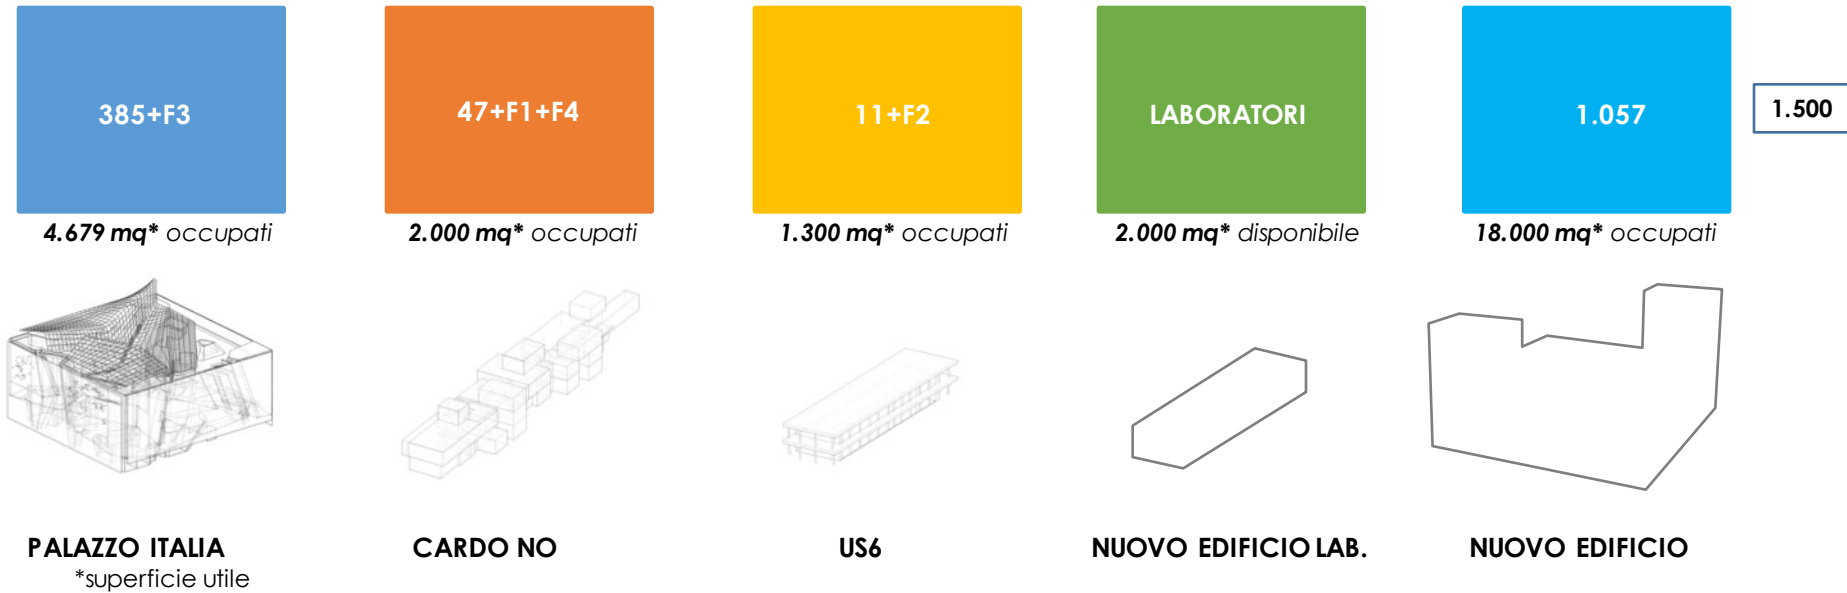 385+F3
47+F1+F4
11+F2
LABORATORI
1.057
1.500
4.679 mq* occupati
2.000 mq* occupati
1.300 mq* occupati
2.000 mq* disponibile
18.000 mq* occupati
PALAZZO ITALIA
CARDO NO
US6
NUOVO EDIFICIO LAB.
NUOVO EDIFICIO
*superficie utile